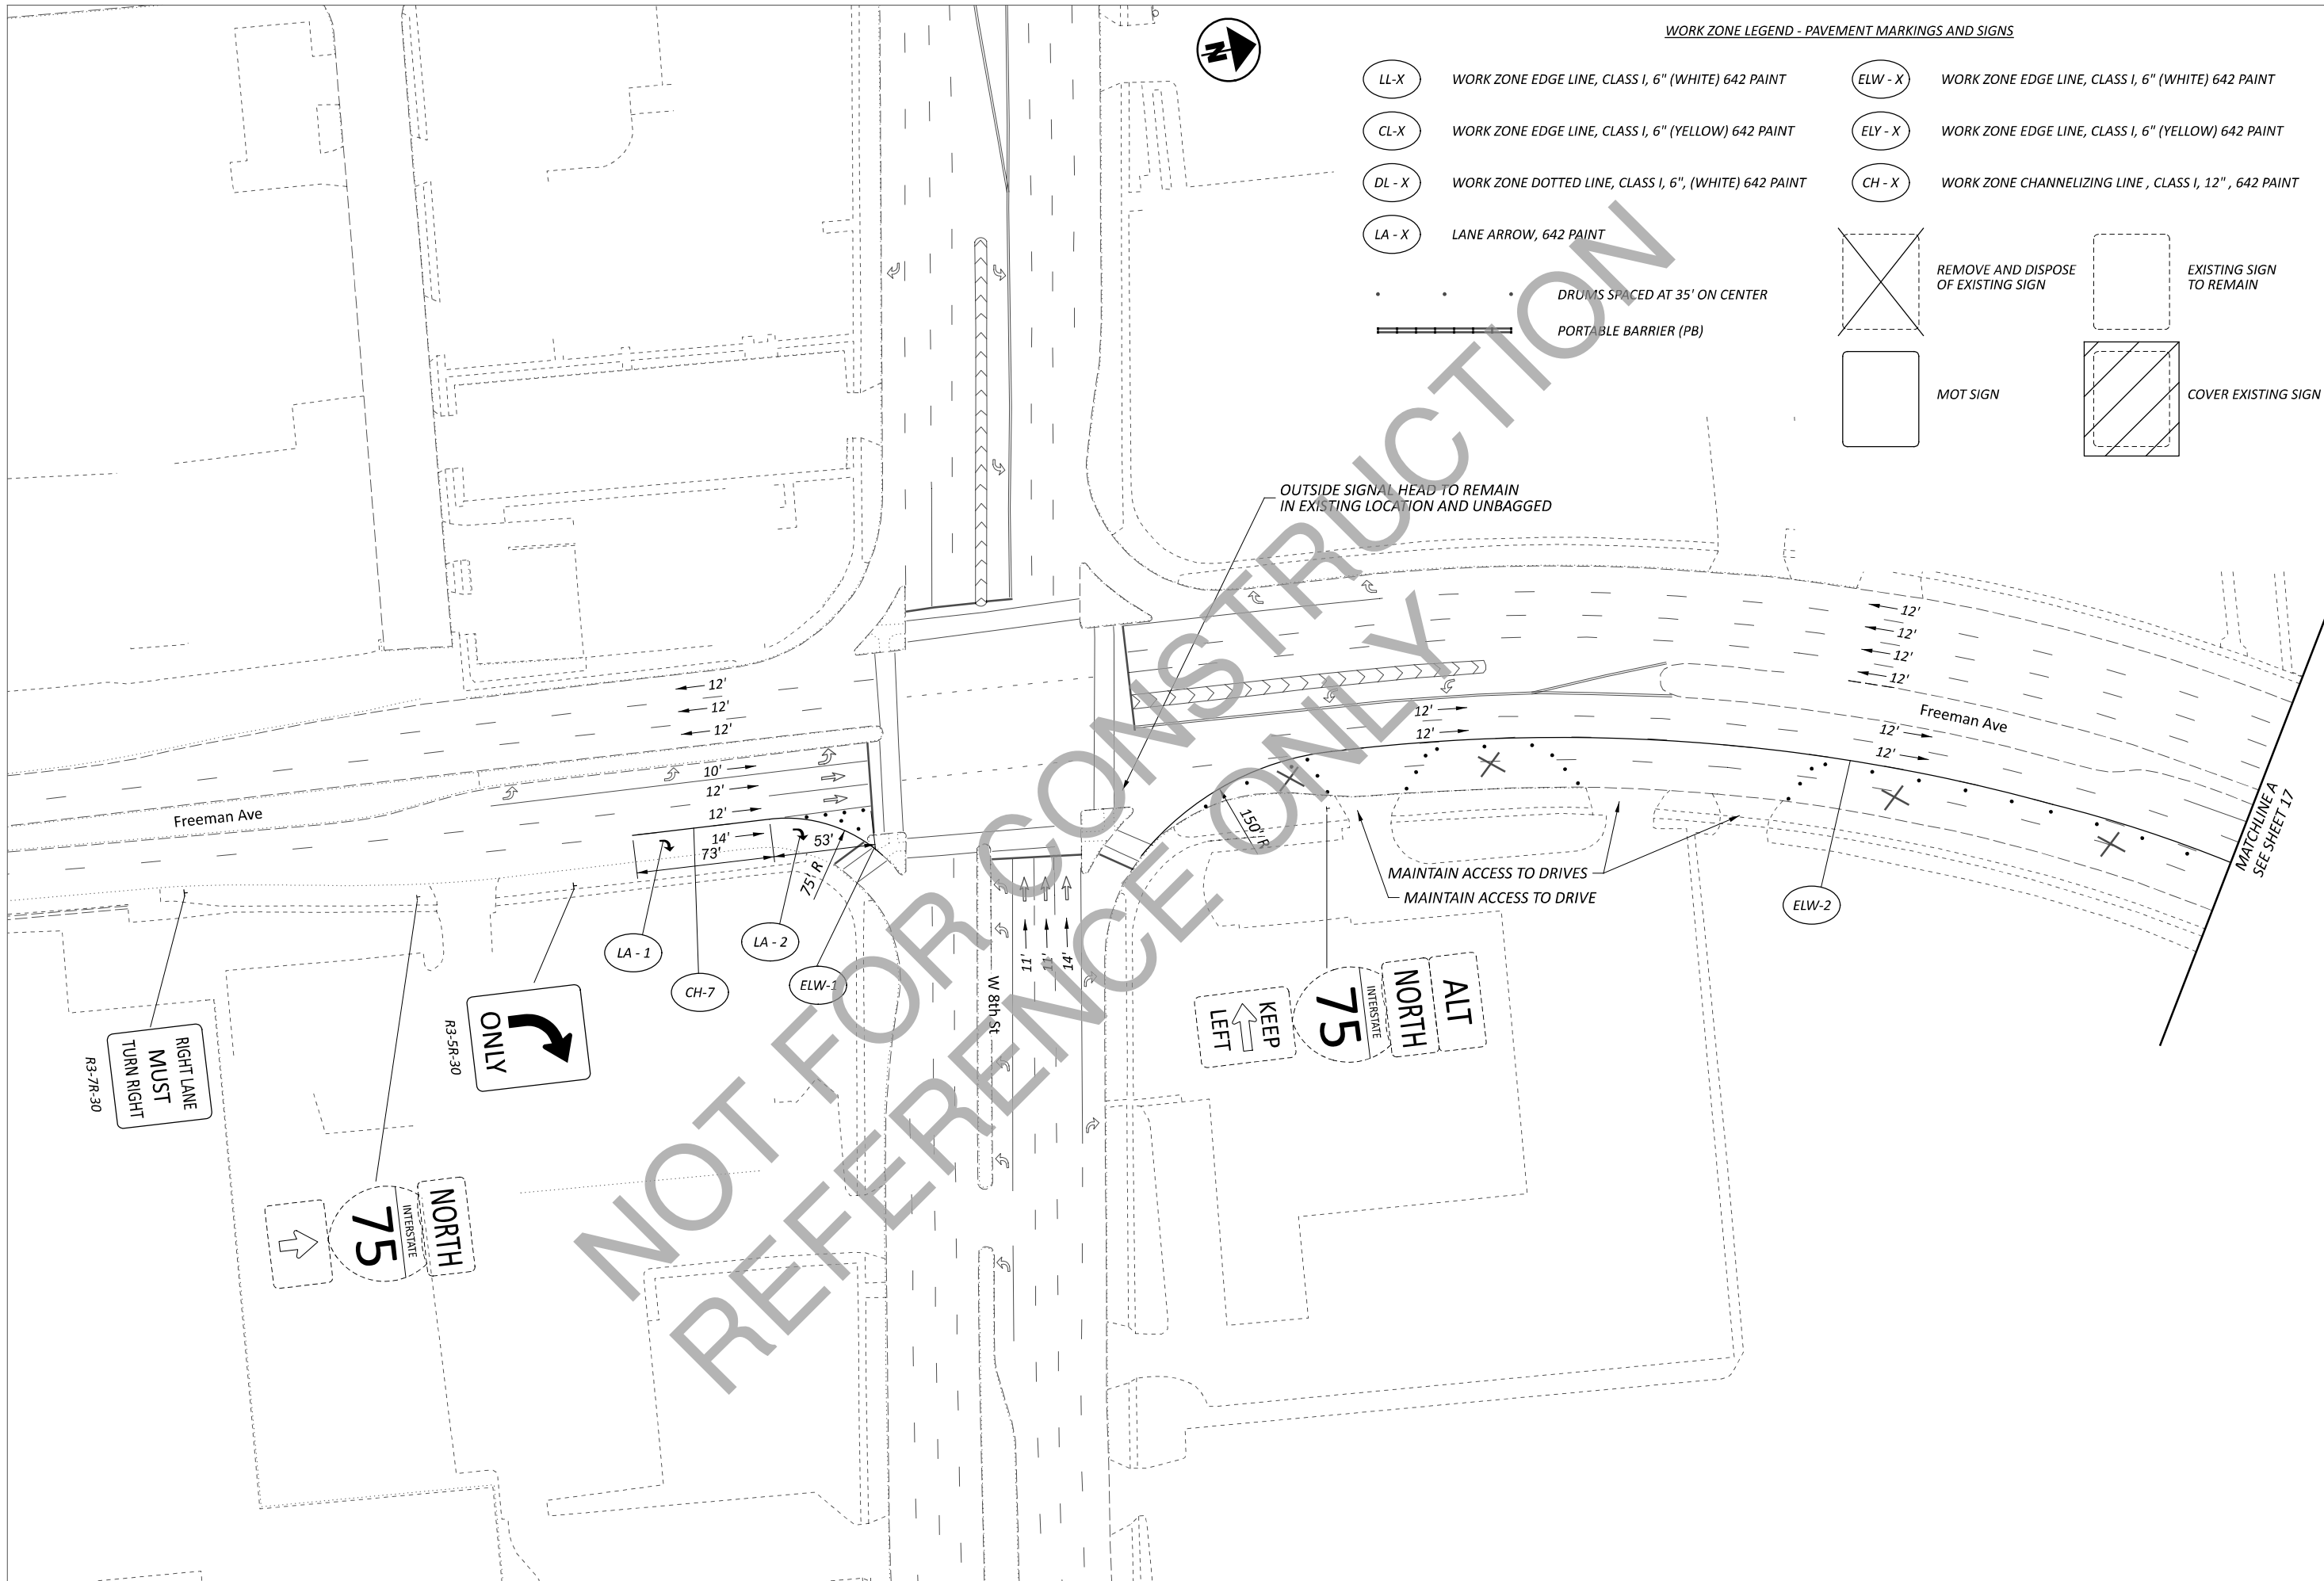 WORK ZONE LEGEND - PAVEMENT MARKINGS AND SIGNS
LL-X WORK ZONE EDGE LINE, CLASS I, 6" (WHITE) 642 PAINT
CL-X WORK ZONE EDGE LINE, CLASS I, 6" (YELLOW) 642 PAINT
DL - X WORK ZONE DOTTED LINE, CLASS I, 6", (WHITE) 642 PAINT
LA - X LANE ARROW, 642 PAINT
DRUMS SPACED AT 35' ON CENTER
PORTABLE BARRIER (PB)
ELW - X WORK ZONE EDGE LINE, CLASS I, 6" (WHITE) 642 PAINT
ELY - X WORK ZONE EDGE LINE, CLASS I, 6" (YELLOW) 642 PAINT
CH - X WORK ZONE CHANNELIZING LINE , CLASS I, 12" , 642 PAINT
REMOVE AND DISPOSE
OF EXISTING SIGN
EXISTING SIGN
TO REMAIN
MOT SIGN
COVER EXISTING SIGN
N
OUTSIDE SIGNAL HEAD TO REMAIN
IN EXISTING LOCATION AND UNBAGGED
12'
12'
12'
12'
Freeman Ave
12'
12'
12'
12'
MATCHLINE A
SEE SHEET 17
12'
12'
12'
10'
12'
12'
14'
73'
53'
75' R
Freeman Ave
150' R
MAINTAIN ACCESS TO DRIVES
MAINTAIN ACCESS TO DRIVE
ELW-2
LA - 1
LA - 2
CH-7
ELW-1
11'
11'
14'
W 8th St
RIGHT LANE
MUST
TURN RIGHT
R3-7R-30
ONLY
R3-5R-30
NORTH
INTERSTATE
75
ALT
NORTH
INTERSTATE
75
KEEP
LEFT
NOT FOR CONSTRUCTION
REFERENCE ONLY